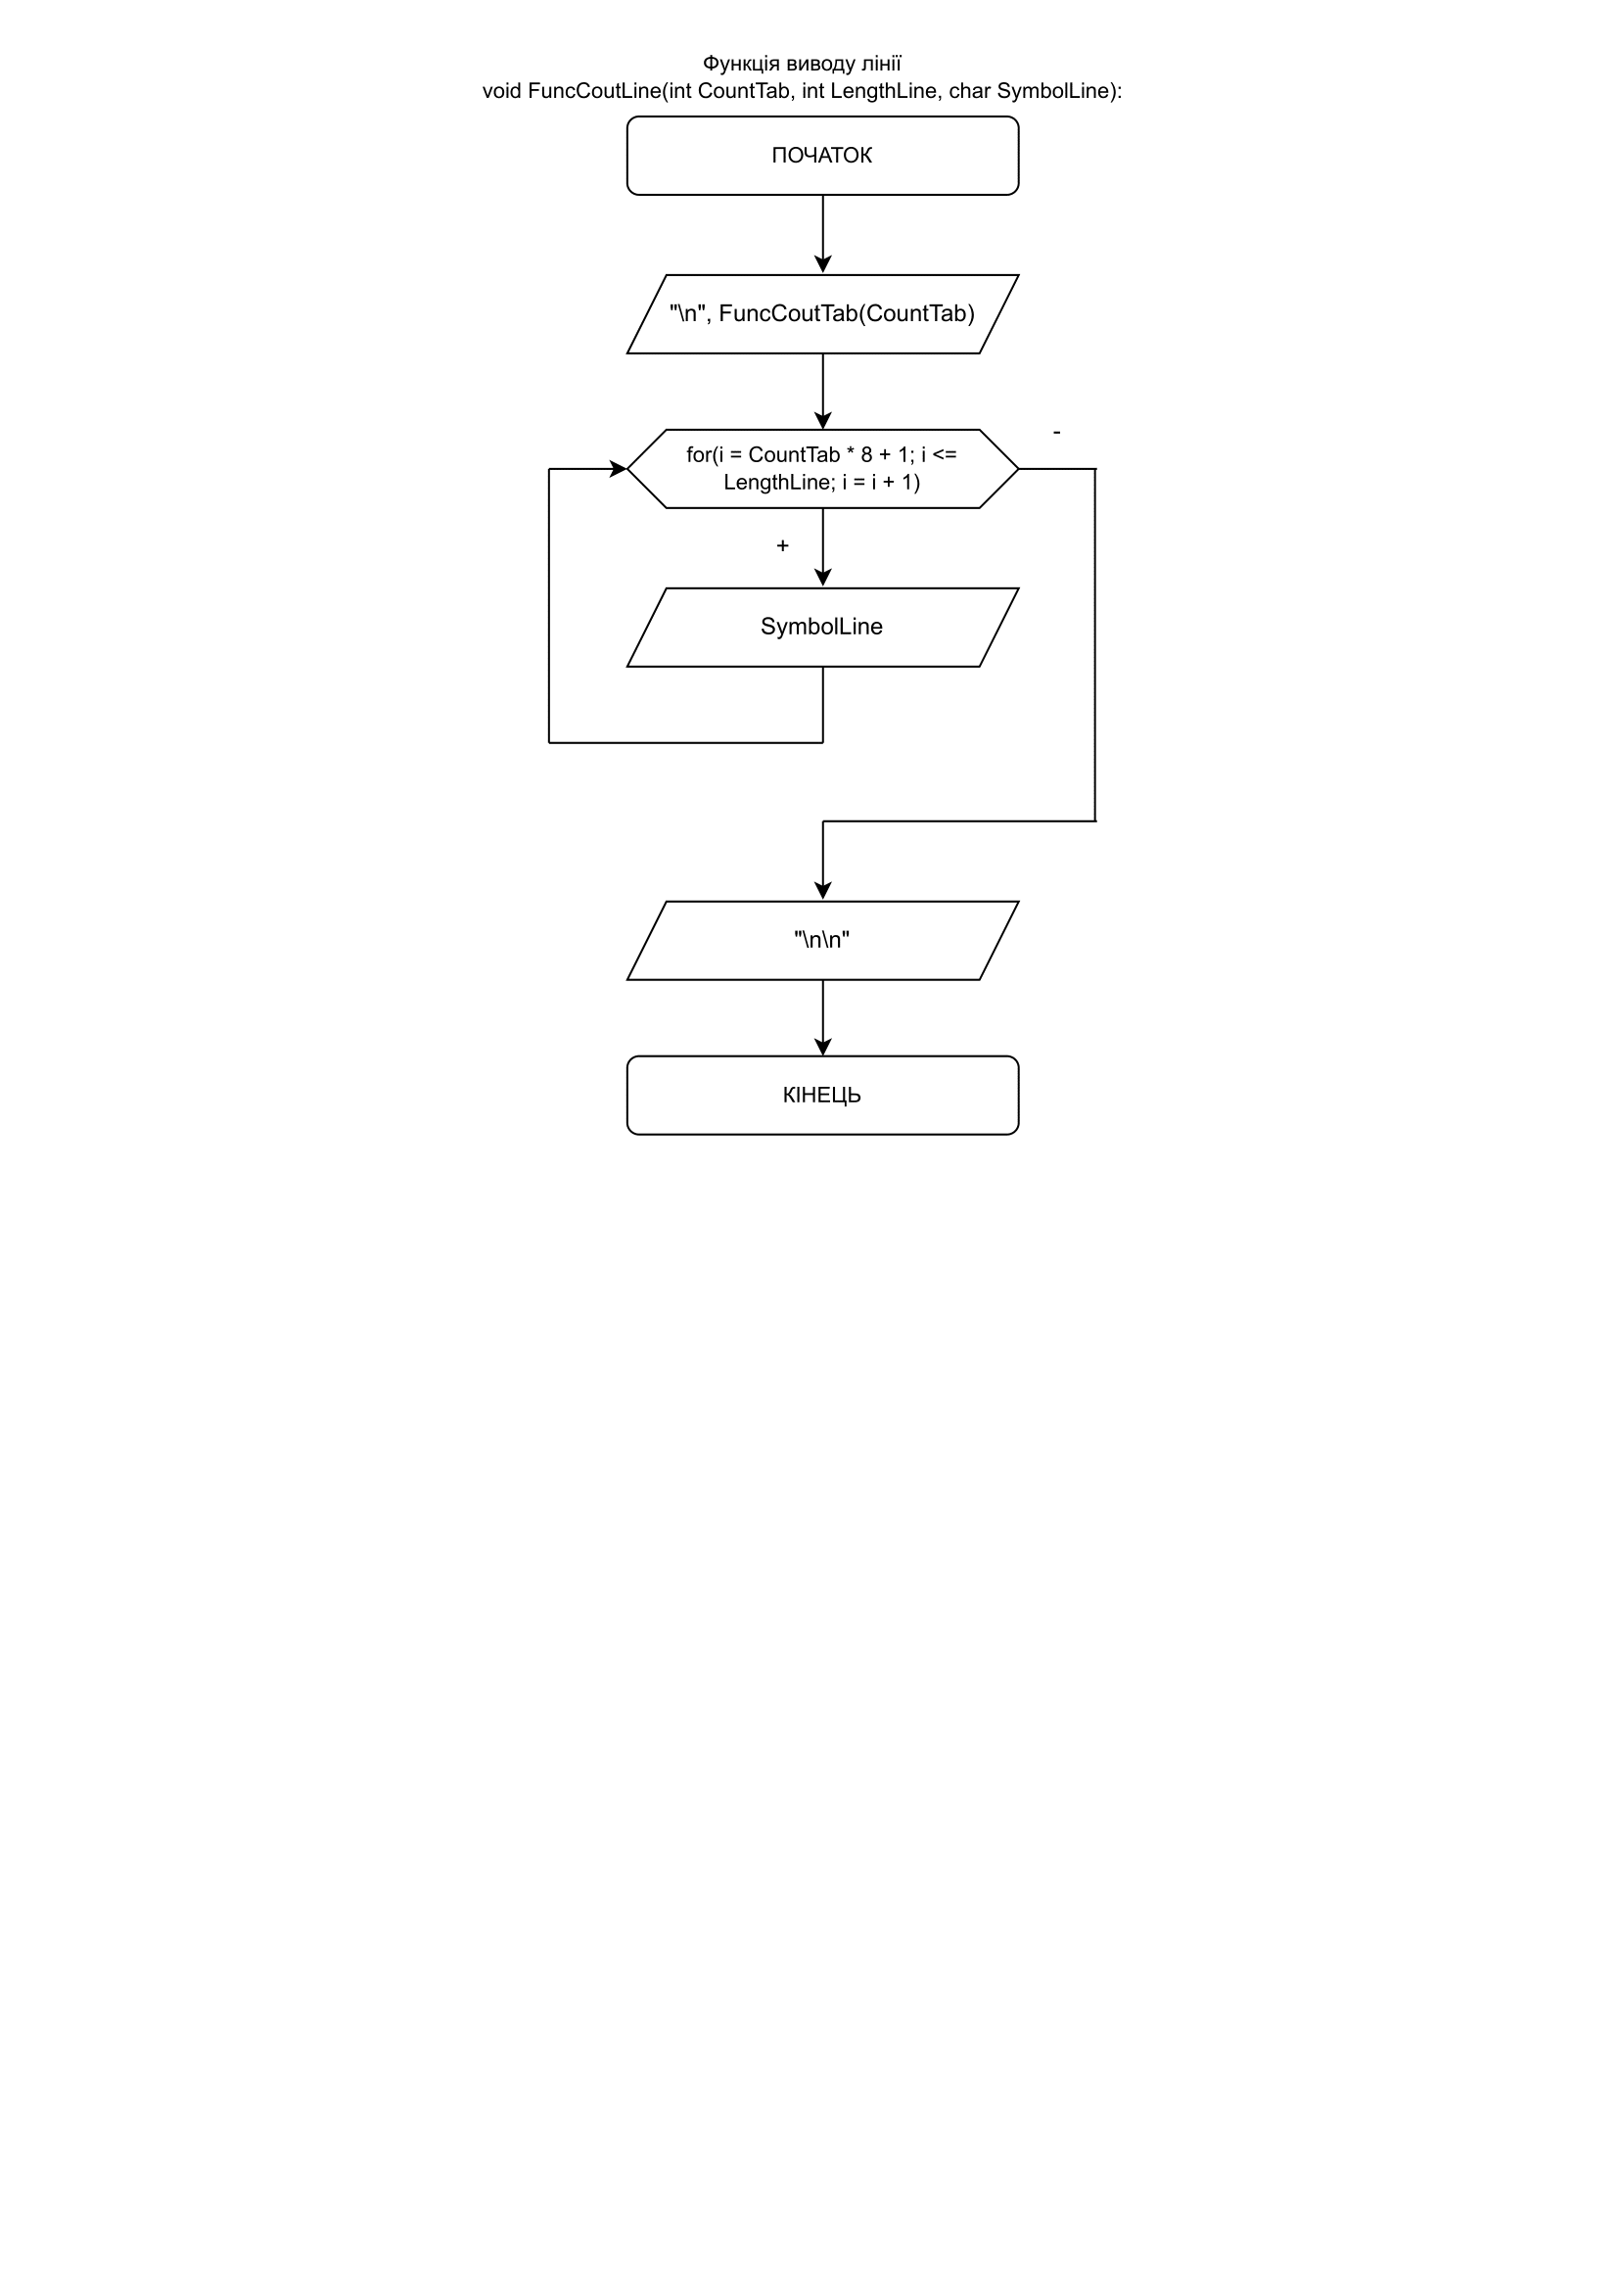 Функція виводу лінії
void FuncCoutLine(int CountTab, int LengthLine, char SymbolLine):
ПОЧАТОК
"\n", FuncCoutTab(CountTab)
-
for(i = CountTab * 8 + 1; i <=
LengthLine; i = i + 1)
+
SymbolLine
"\n\n"
КІНЕЦЬ